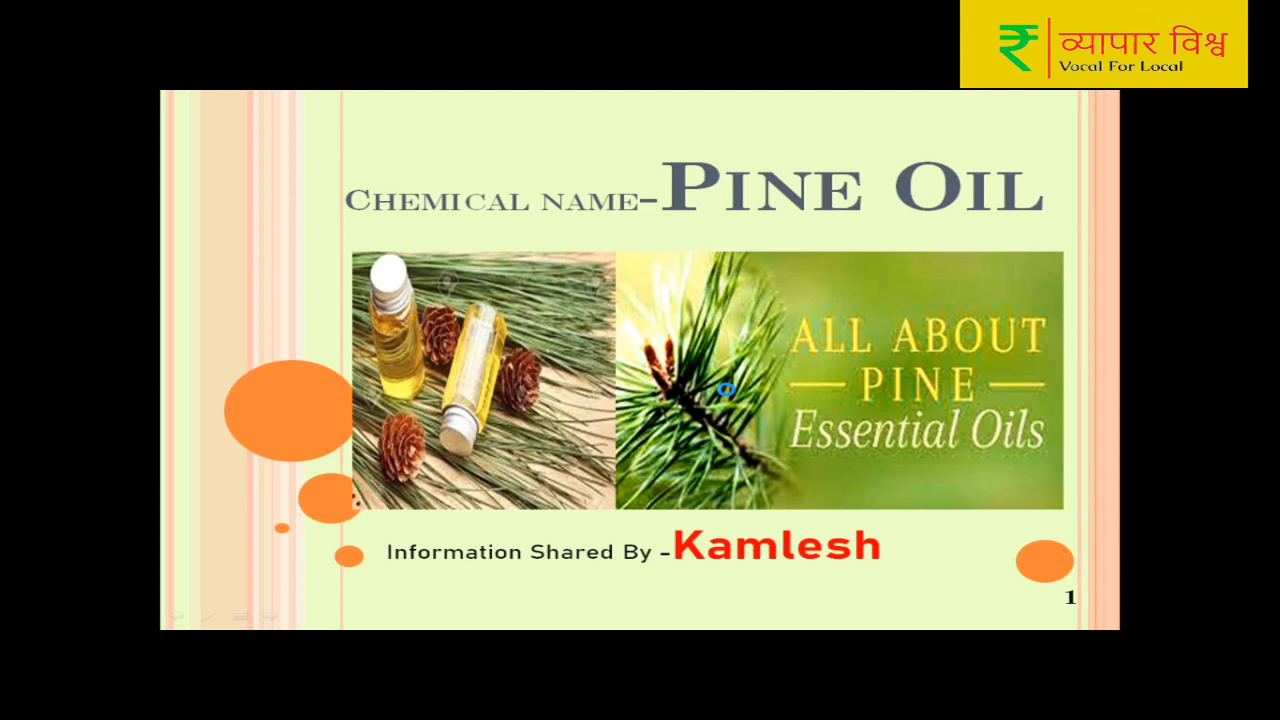 ₹ व्यापार विश्व
Vocal For Local
Chemical name-Pine Oil
ALL ABOUT
PINE
Essential Oils
Information Shared By -Kamlesh
1